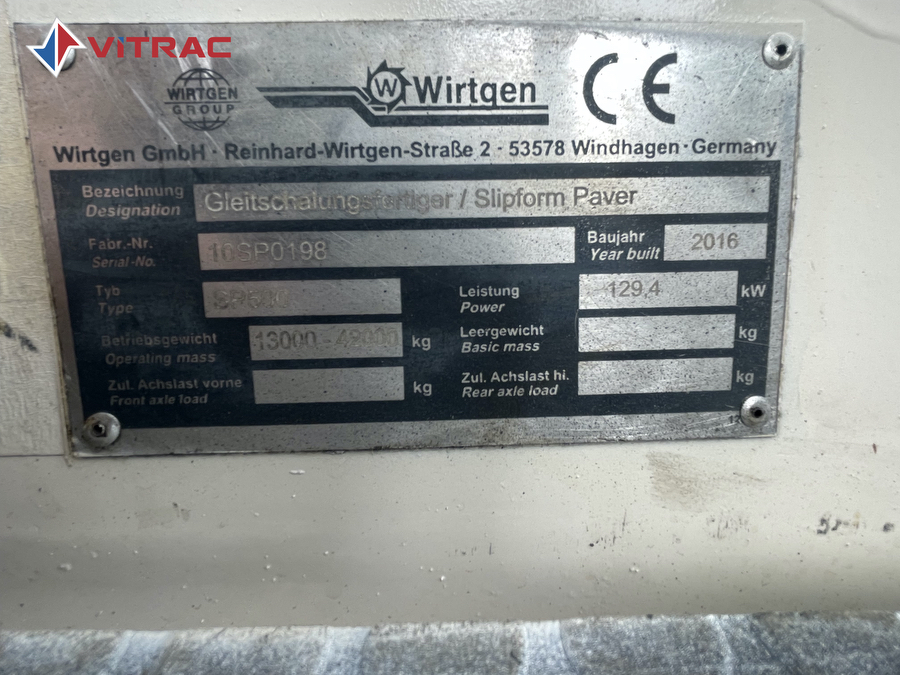 VITRAC
WIRTGEN
GROUP
W Wirtgen CE
Wirtgen GmbH · Reinhard-Wirtgen-Straße 2 · 53578 Windhagen · Germany
Bezeichnung
Designation
Gleitschalungsfertiger / Slipform Paver
Fabr.-Nr.
Serial-No.
SP0198
Baujahr
Year built
2016
Typ
Type
Leistung
Power
129,4 kW
Betriebsgewicht
Operating mass
13000 - kg
Leergewicht
Basic mass
kg
Zul. Achslast vorne
Front axle load
kg
Zul. Achslast hi.
Rear axle load
kg